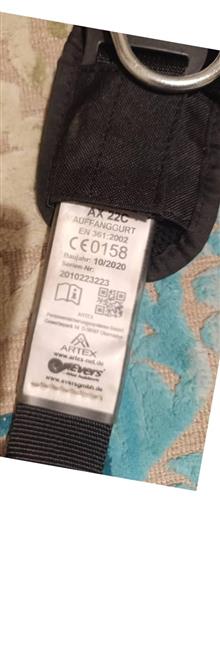 AX 22C
AUFFANGGURT
EN 361:2002
CE0158
Baujahr: 10/2020
Serien-Nr:
2010223223
ARTEX
ARTEX
www.artex-net.de
EVERS
www.eversgmbh.de